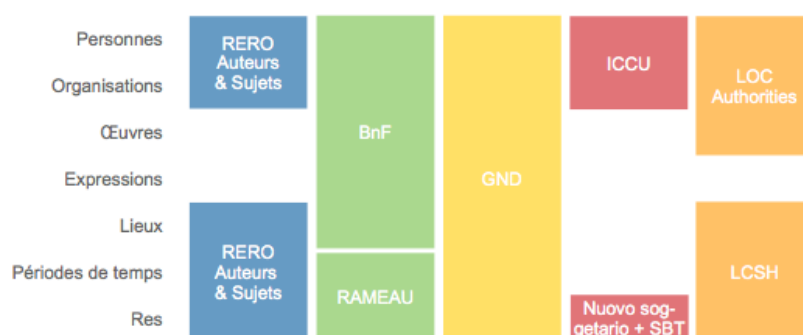 Personnes
Organisations
Œuvres
Expressions
Lieux
Périodes de temps
Res
RERO
Auteurs
& Sujets
RERO
Auteurs
& Sujets
BnF
RAMEAU
GND
ICCU
Nuovo sog-
getario + SBT
LOC
Authorities
LCSH